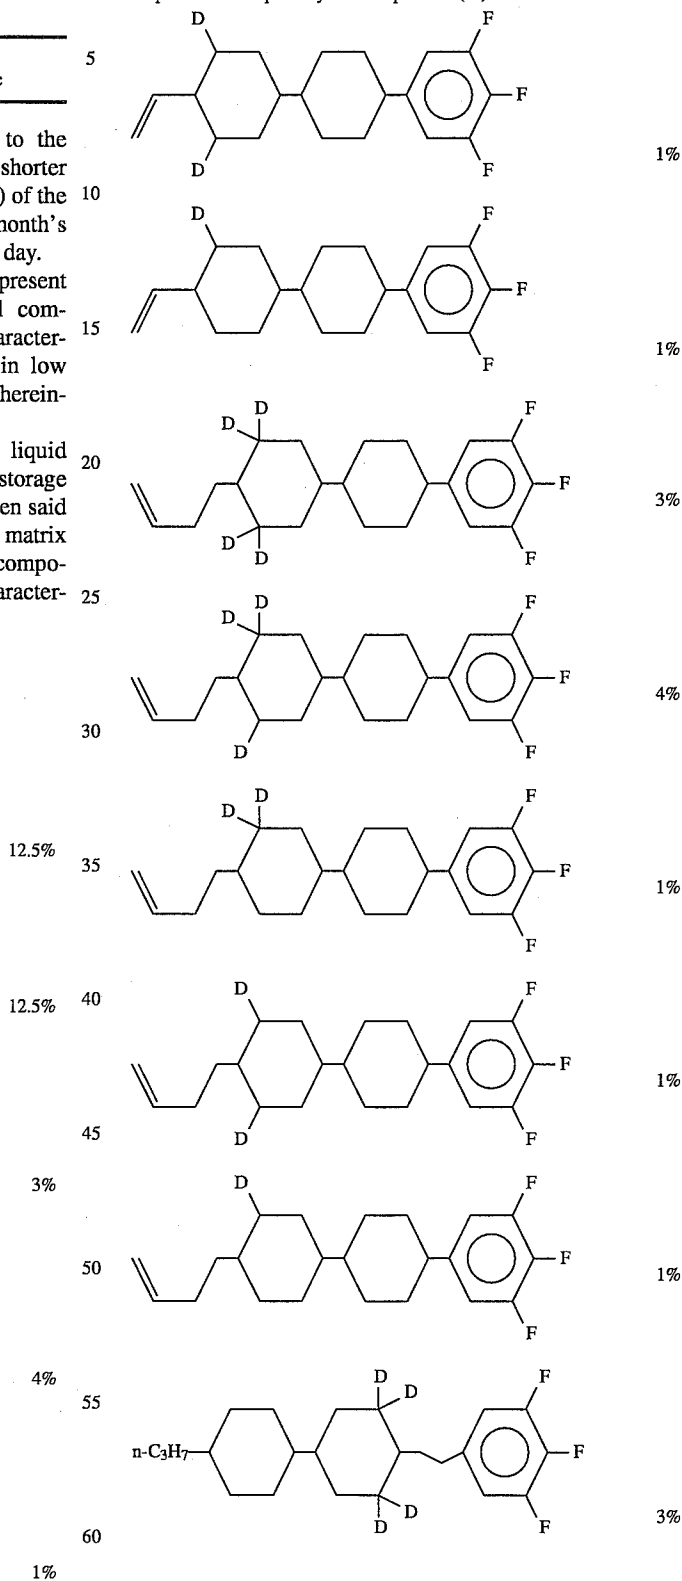 to the
shorter
) of the
nonth's
day.
present
l com-
aracter-
in low
herein-
liquid
storage
en said
matrix
compo-
aracter-
12.5%
12.5%
3%
4%
1%
5
10
15
20
25
30
35
40
45
50
55
60
D F
F
D F
1%
D F
F
F
1%
D D F
F
D D F
3%
D D F
F
D F
4%
D D F
F
F
1%
D F
F
D F
1%
D F
F
F
1%
D D F
n-C3H7 F
D D F
3%